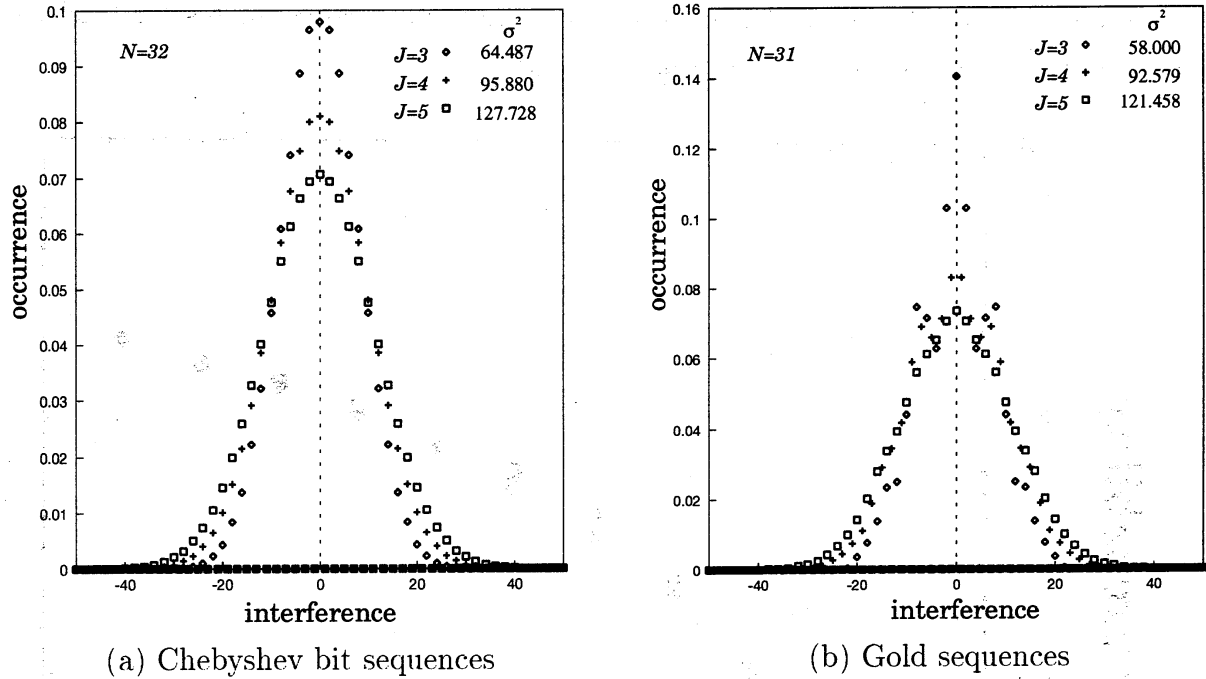 N=32
σ²
J=3 64.487
J=4 95.880
J=5 127.728
0.1
0.09
0.08
0.07
0.06
0.05
0.04
0.03
0.02
0.01
0
occurrence
-40 -20 0 20 40
interference
(a) Chebyshev bit sequences
N=31
σ²
J=3 58.000
J=4 92.579
J=5 121.458
0.16
0.14
0.12
0.1
0.08
0.06
0.04
0.02
0
occurrence
-40 -20 0 20 40
interference
(b) Gold sequences